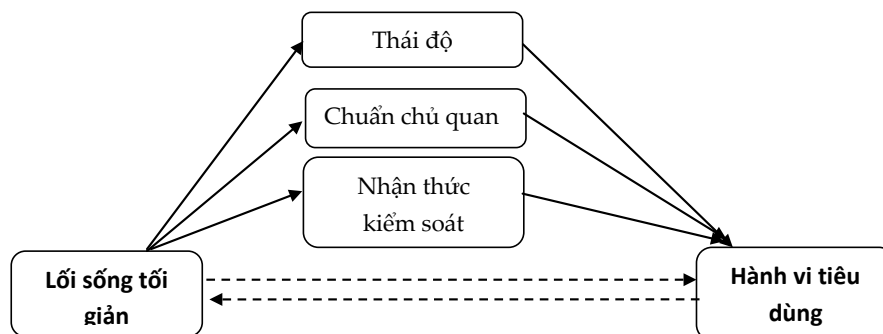 Thái độ
Chuẩn chủ quan
Nhận thức
kiểm soát
Lối sống tối
giản
Hành vi tiêu
dùng